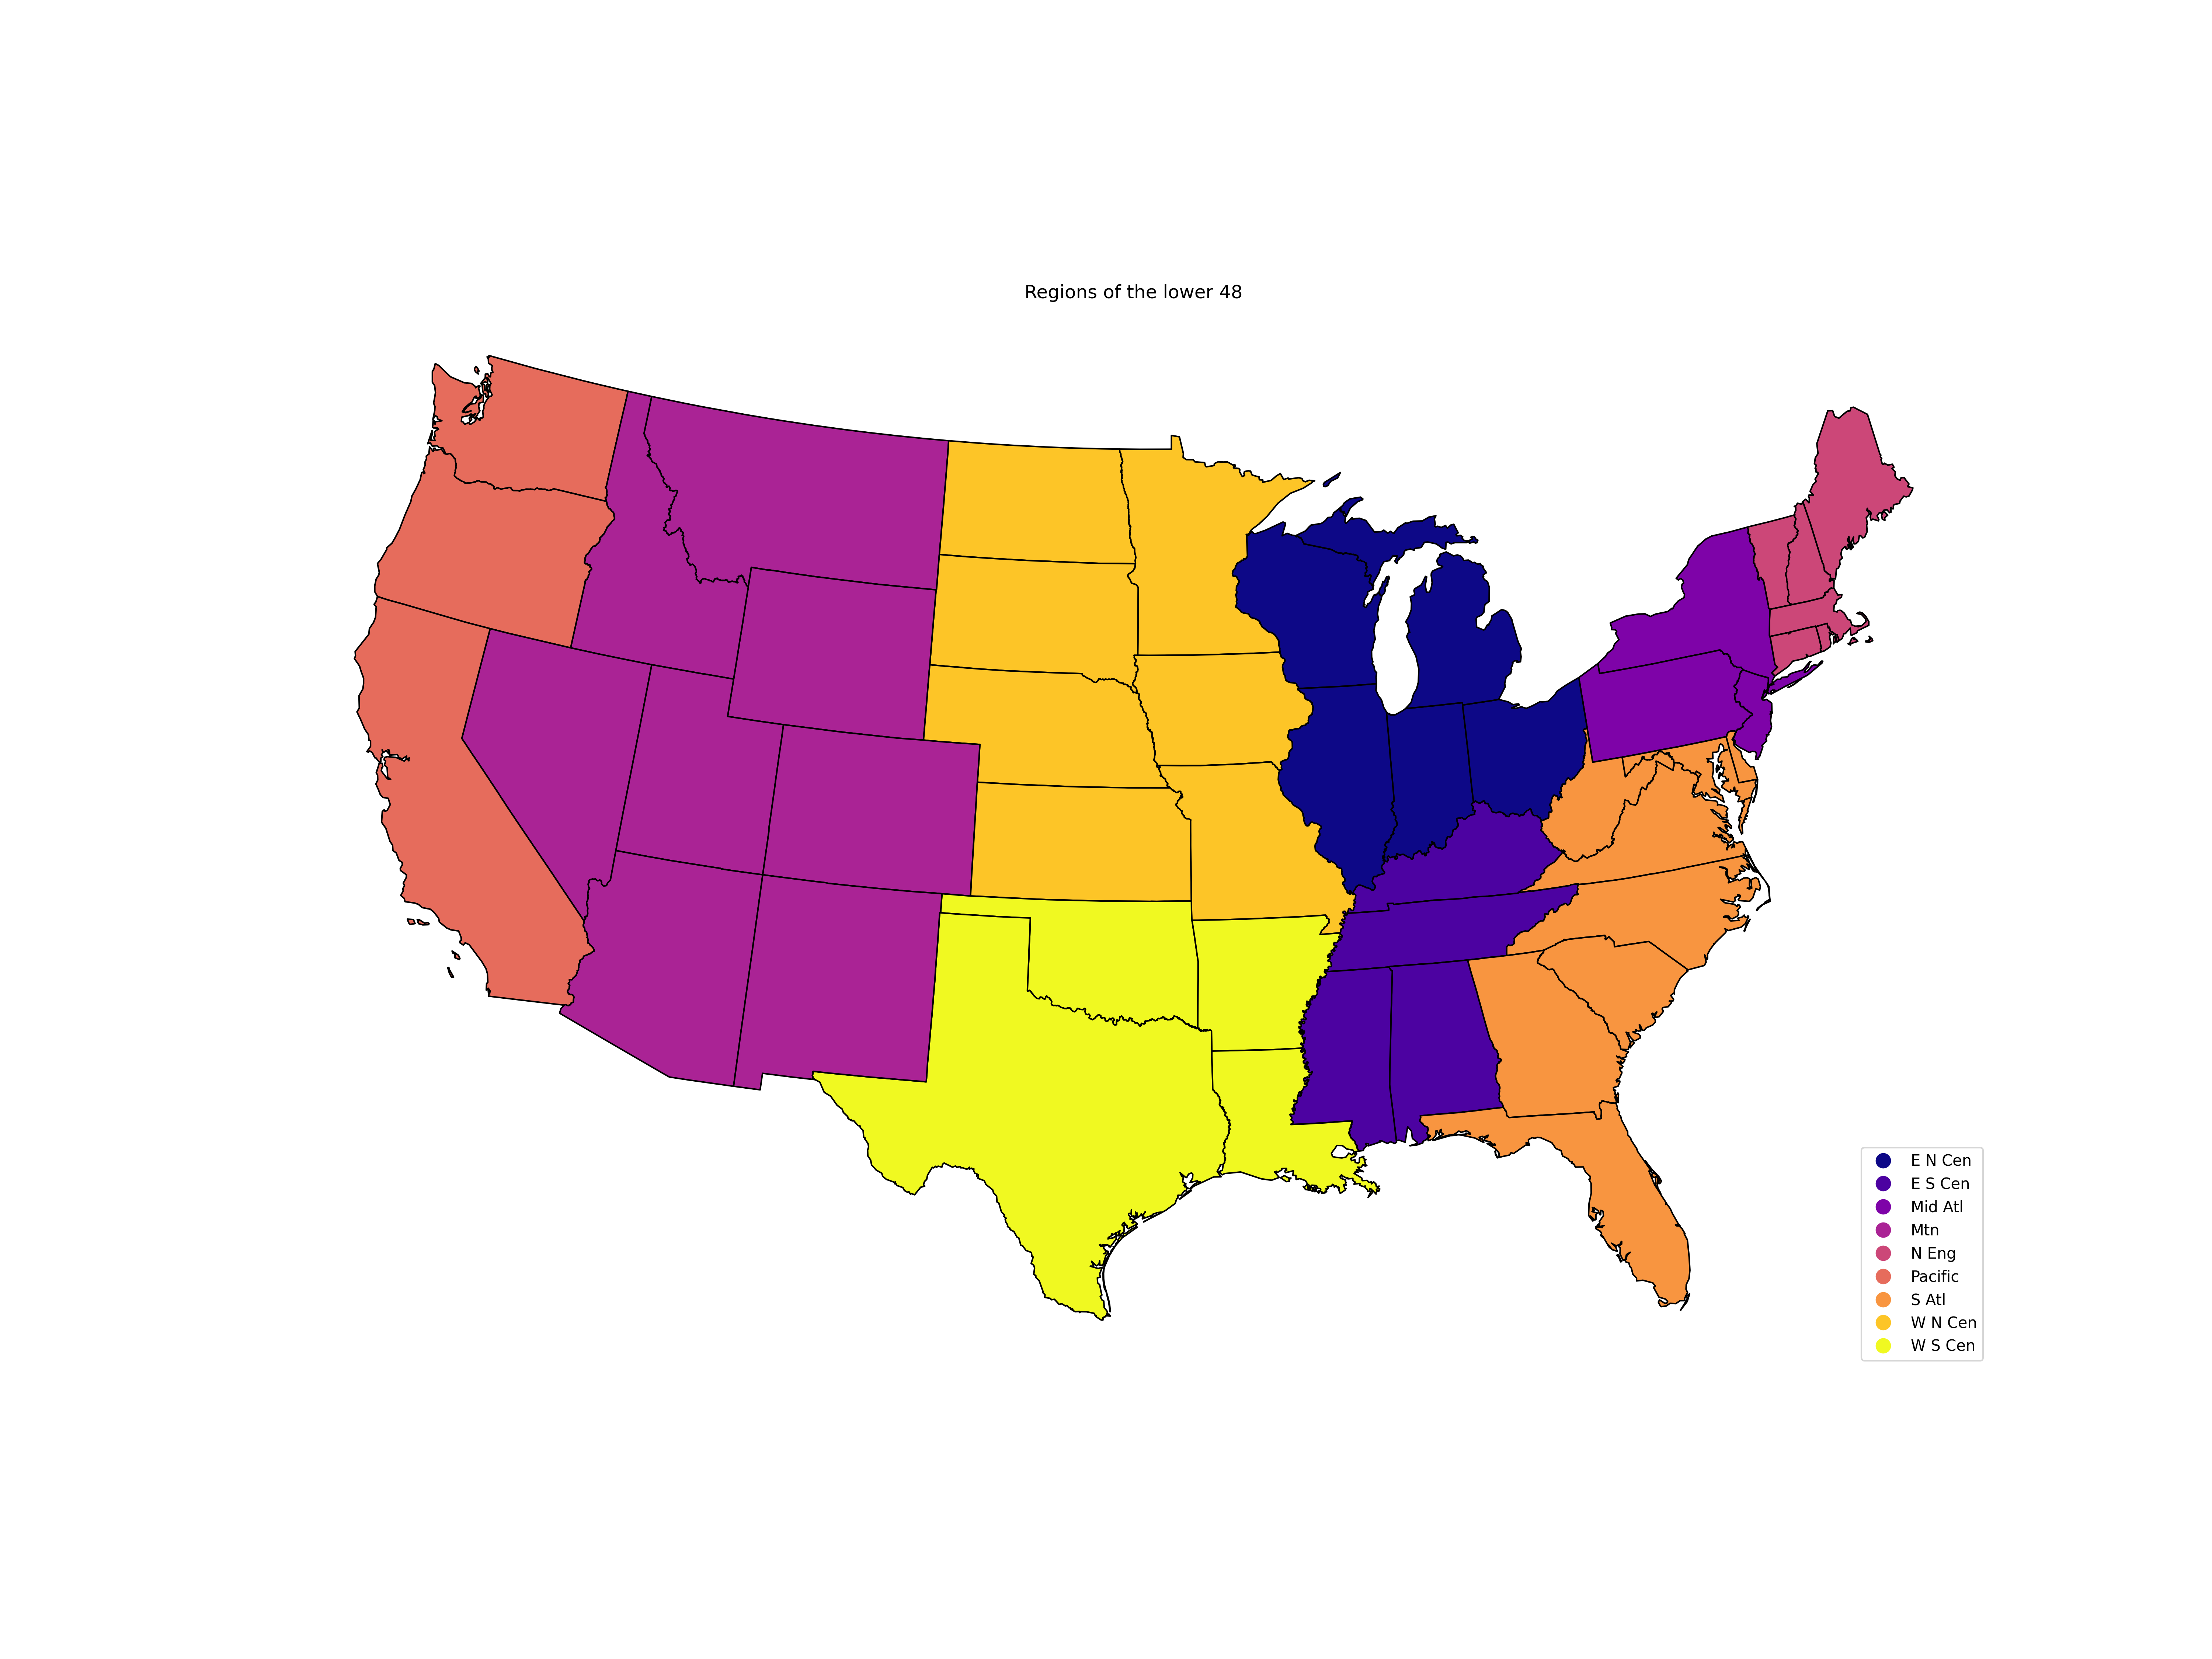 Regions of the lower 48
E N Cen
E S Cen
Mid Atl
Mtn
N Eng
Pacific
S Atl
W N Cen
W S Cen